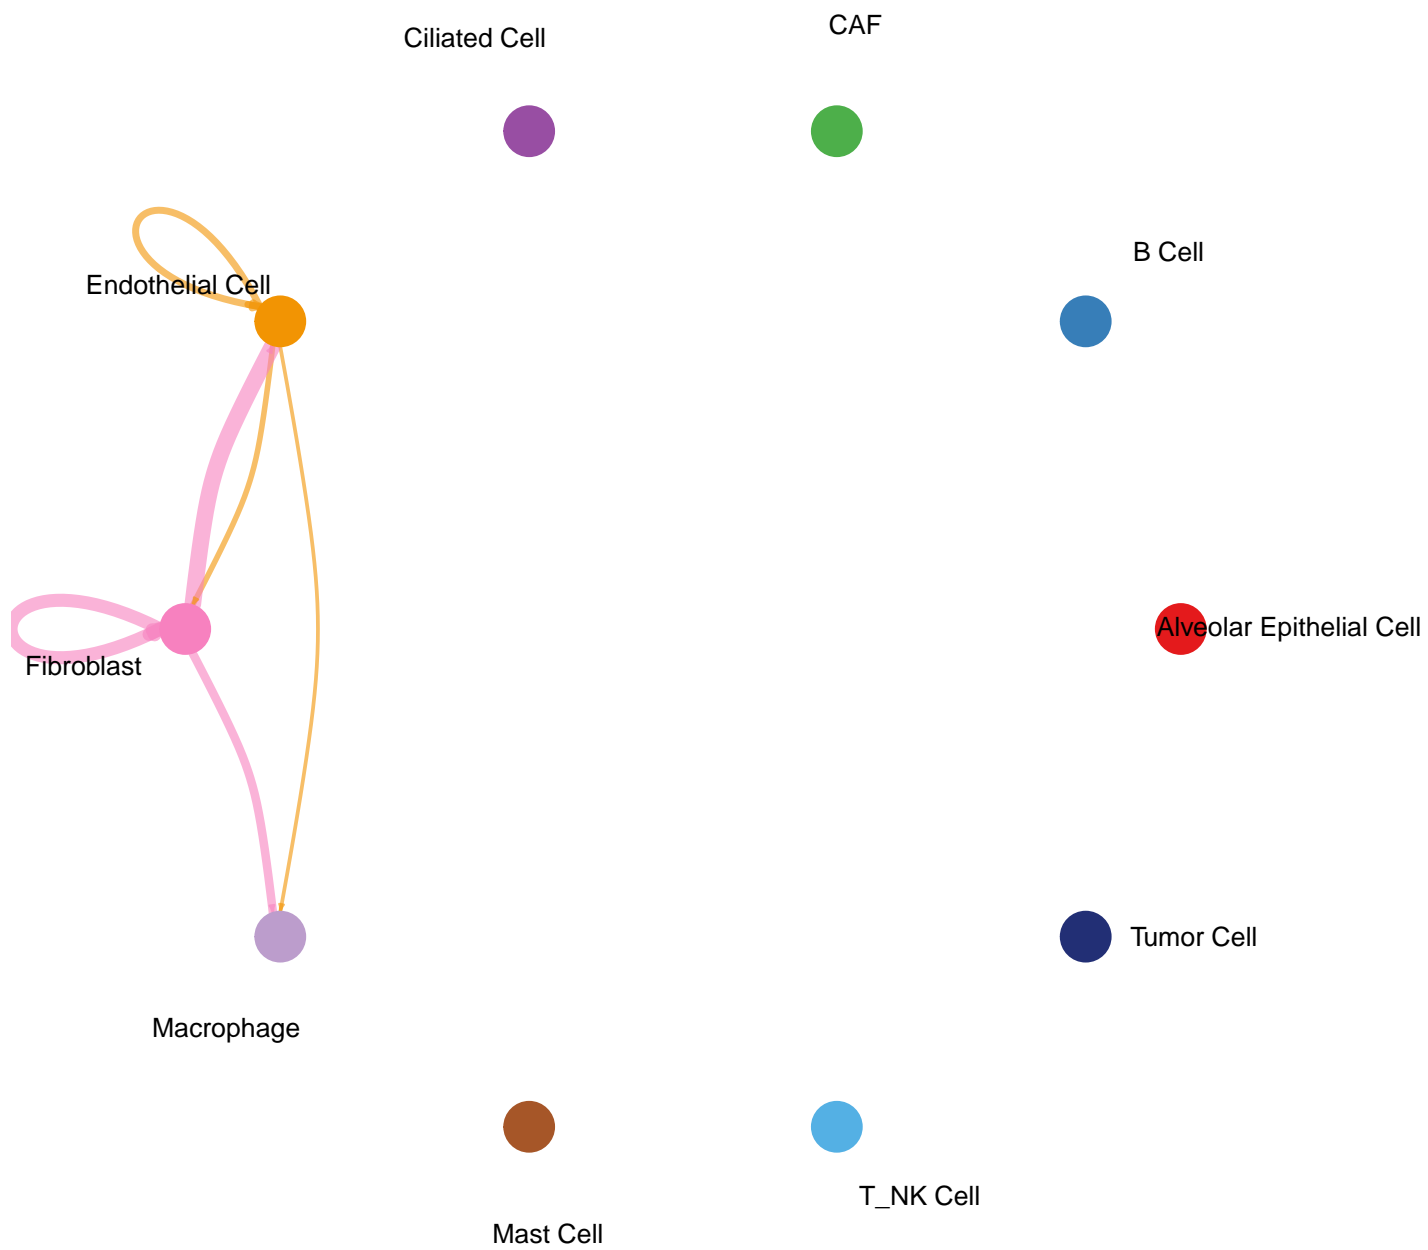 CAF
Ciliated Cell
B Cell
Endothelial Cell
Alveolar Epithelial Cell
Fibroblast
Tumor Cell
Macrophage
T_NK Cell
Mast Cell